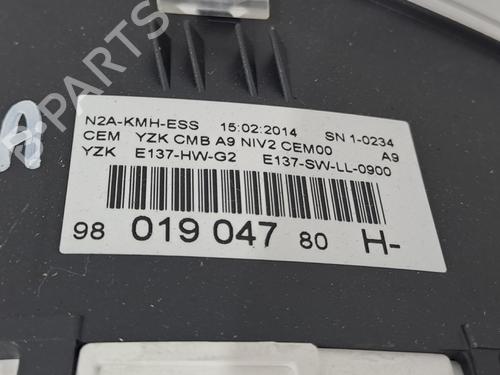 A
N2A-KMH-ESS 15:02:2014 SN 1-0234
CEM YZK CMB A9 NIV2 CEM00 A9
YZK E137-HW-G2 E137-SW-LL-0900
98 019 047 80 H-
B-PARTS